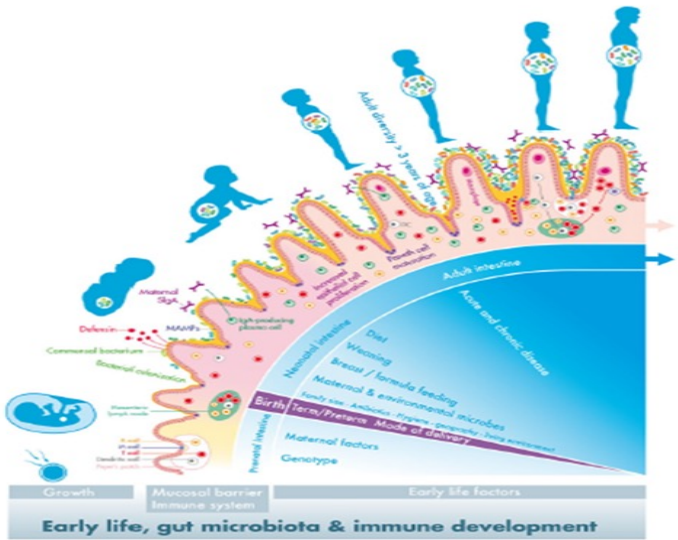 Adult diversity > 3 years of age
Maternal
SIgA
Defensin
MAMPs
IgA-producing
plasma cell
Commensal bacterium
Bacterial colonization
Mesenteric
lymph node
B cell
M cell
T cell
Dendritic cell
Peyer's patch
Increased
epithelial cell
proliferation
Paneth cell
maturation
Adult intestine
Neonatal intestine
Prenatal intestine
Acute and chronic disease
Diet
Weaning
Breast / formula feeding
Maternal & environmental microbes
Family size - Antibiotics - Hygiene - geography - living environment
Birth
Term/Preterm Mode of delivery
Maternal factors
Genotype
Growth
Mucosal barrier
Immune system
Early life factors
Early life, gut microbiota & immune development